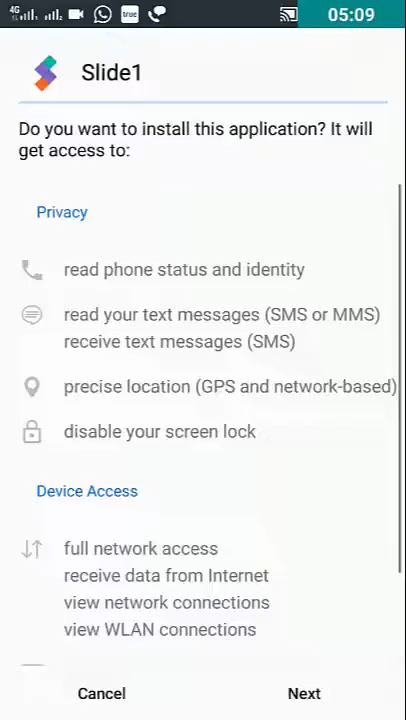 4G
true
05:09
Slide1
Do you want to install this application? It will
get access to:
Privacy
read phone status and identity
read your text messages (SMS or MMS)
receive text messages (SMS)
precise location (GPS and network-based)
disable your screen lock
Device Access
full network access
receive data from Internet
view network connections
view WLAN connections
Cancel
Next